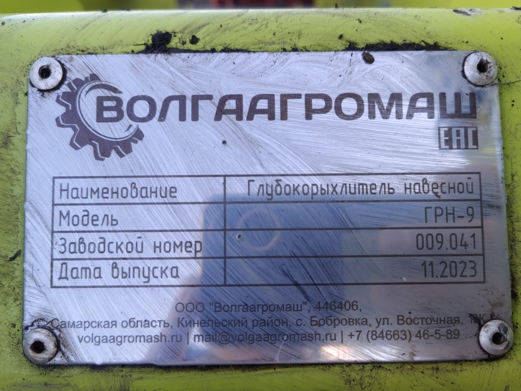 ВОЛГААГРОМАШ
EAC
Наименование Глубокорыхлитель навесной
Модель ГРН-9
Заводской номер 009.041
Дата выпуска 11.2023
ООО "Волгаагромаш", 446406,
Самарская область, Кинельский район, с. Бобровка, ул. Восточная,
volgaagromash.ru | mail@volgaagromash.ru | +7 (84663) 46-5-89